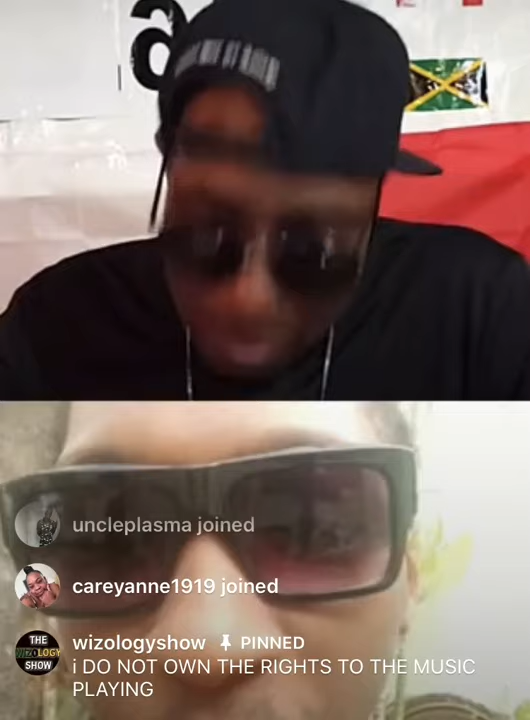 uncleplasma joined
careyanne1919 joined
THE
WIZOLOGY
SHOW
wizologyshow PINNED
i DO NOT OWN THE RIGHTS TO THE MUSIC
PLAYING